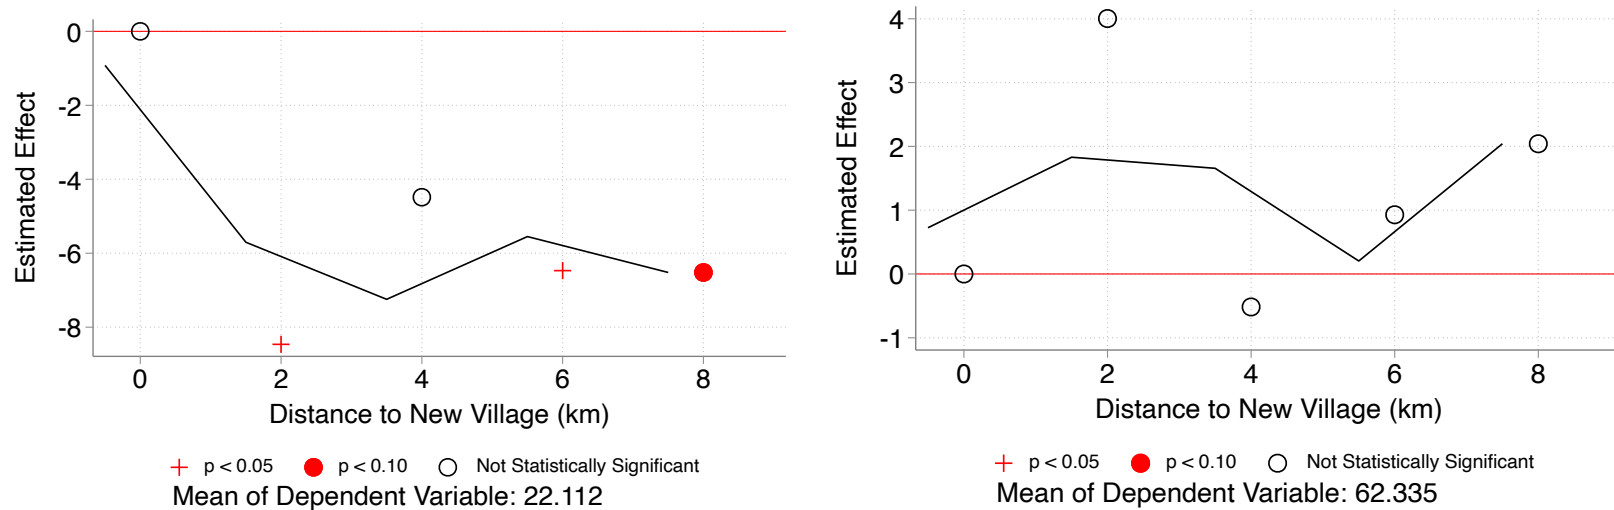 0
-2
-4
-6
-8
Estimated Effect
0 2 4 6 8
Distance to New Village (km)
p < 0.05 p < 0.10 Not Statistically Significant
Mean of Dependent Variable: 22.112
4
3
2
1
0
-1
Estimated Effect
0 2 4 6 8
Distance to New Village (km)
p < 0.05 p < 0.10 Not Statistically Significant
Mean of Dependent Variable: 62.335